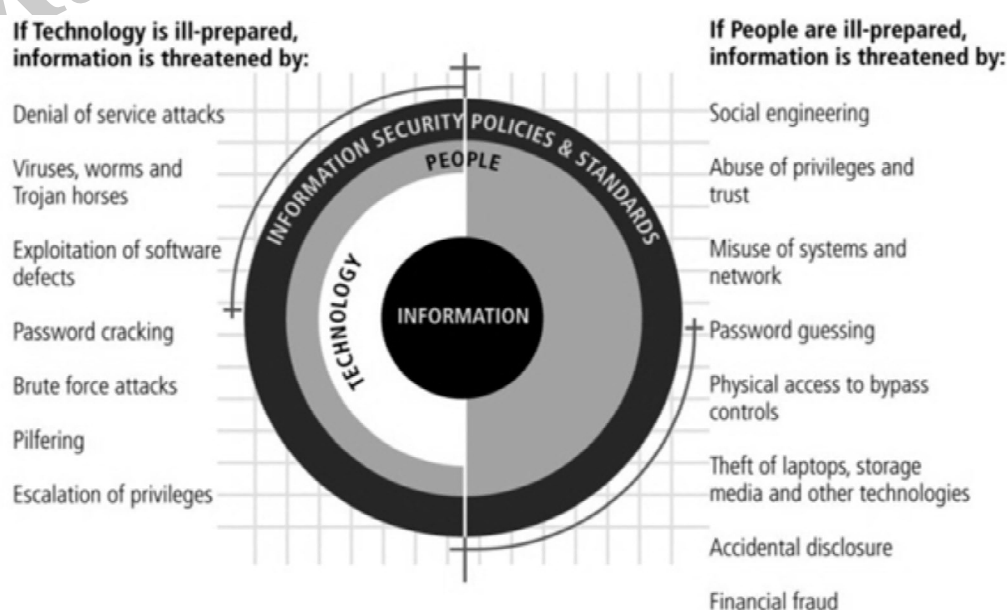 If Technology is ill-prepared,
information is threatened by:
Denial of service attacks
Viruses, worms and
Trojan horses
Exploitation of software
defects
Password cracking
Brute force attacks
Pilfering
Escalation of privileges
INFORMATION SECURITY POLICIES & STANDARDS
PEOPLE
TECHNOLOGY
INFORMATION
If People are ill-prepared,
information is threatened by:
Social engineering
Abuse of privileges and
trust
Misuse of systems and
network
Password guessing
Physical access to bypass
controls
Theft of laptops, storage
media and other technologies
Accidental disclosure
Financial fraud